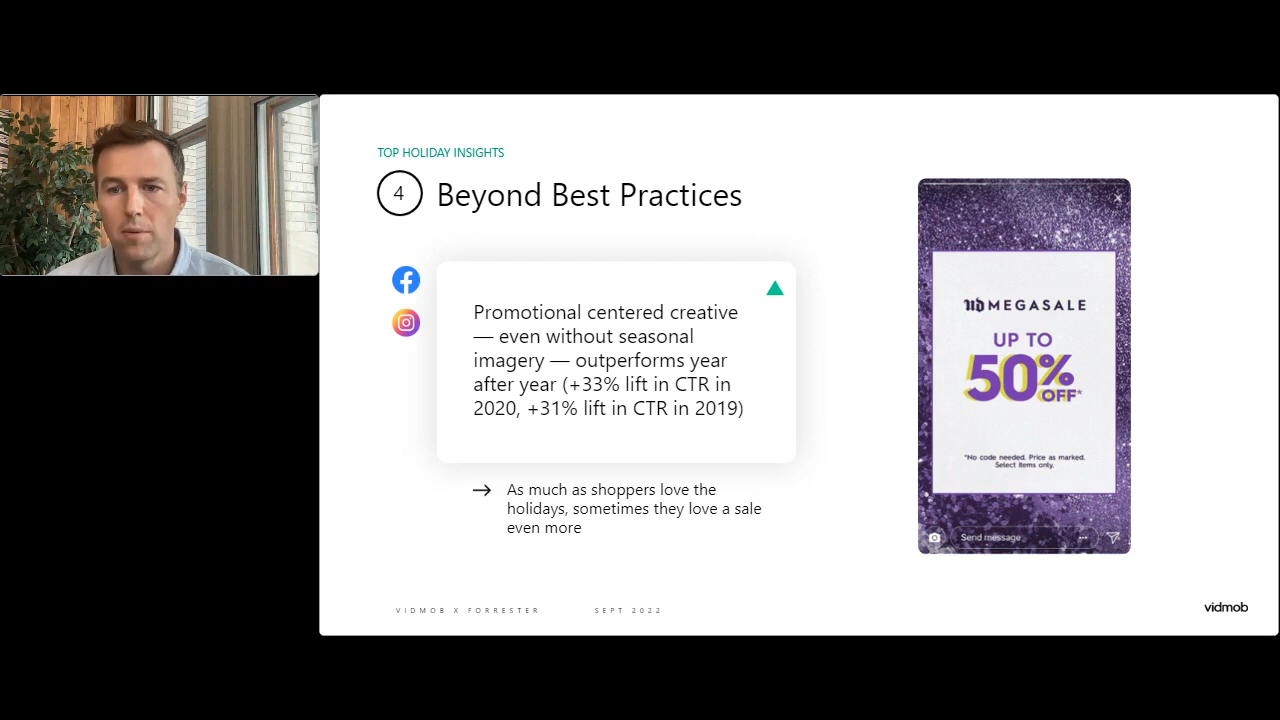 TOP HOLIDAY INSIGHTS
4
Beyond Best Practices
Promotional centered creative
— even without seasonal
imagery — outperforms year
after year (+33% lift in CTR in
2020, +31% lift in CTR in 2019)
As much as shoppers love the
holidays, sometimes they love a sale
even more
UD MEGASALE
UP TO
50%
OFF*
*No code needed. Price as marked.
Select items only.
Send message
VIDMOB X FORRESTER SEPT 2022
vidmob